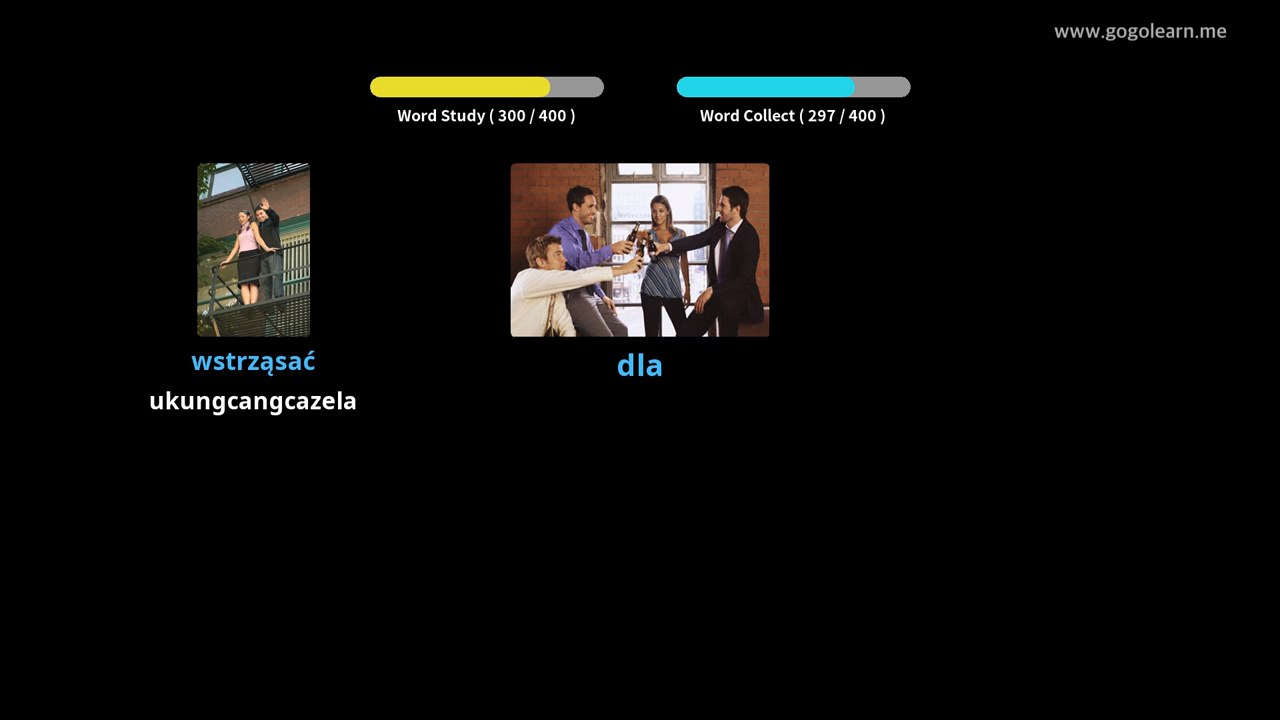 www.gogolearn.me
Word Study ( 300 / 400 )
Word Collect ( 297 / 400 )
wstrząsać
dla
ukungcangcazela